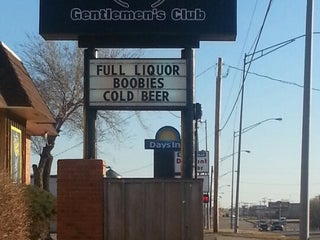 Gentlemen's Club
FULL LIQUOR
BOOBIES
COLD BEER
Days Inn